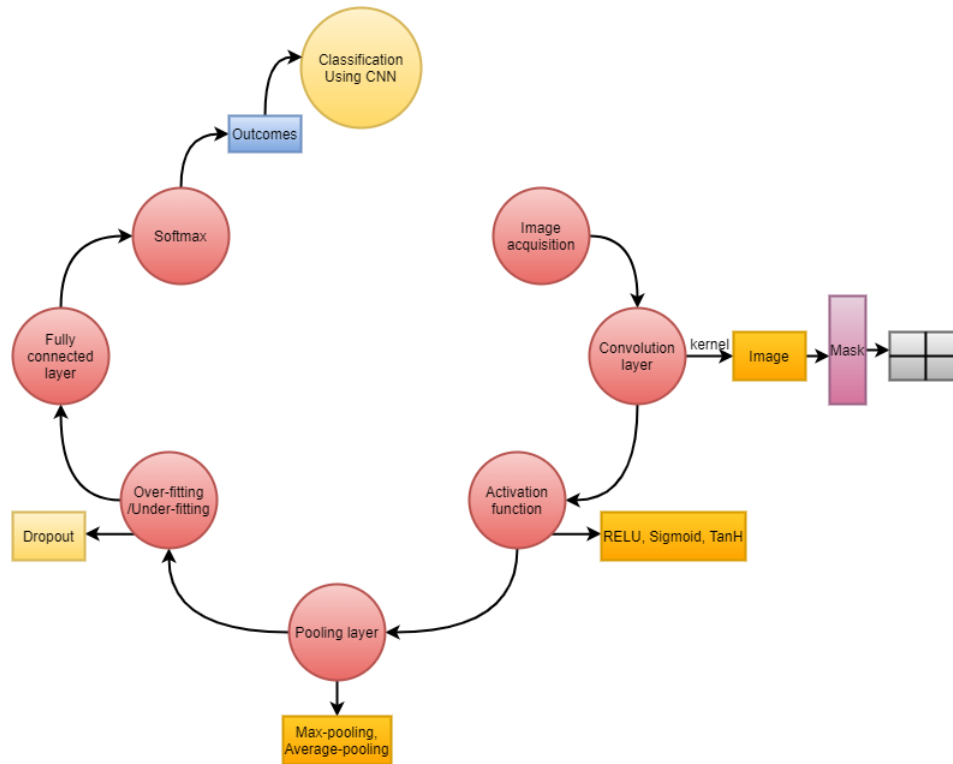 Classification
Using CNN
Outcomes
Softmax
Image
acquisition
Fully
connected
layer
Convolution
layer
kernel
Image
Mask
Over-fitting
/Under-fitting
Activation
function
Dropout
RELU, Sigmoid, TanH
Pooling layer
Max-pooling,
Average-pooling